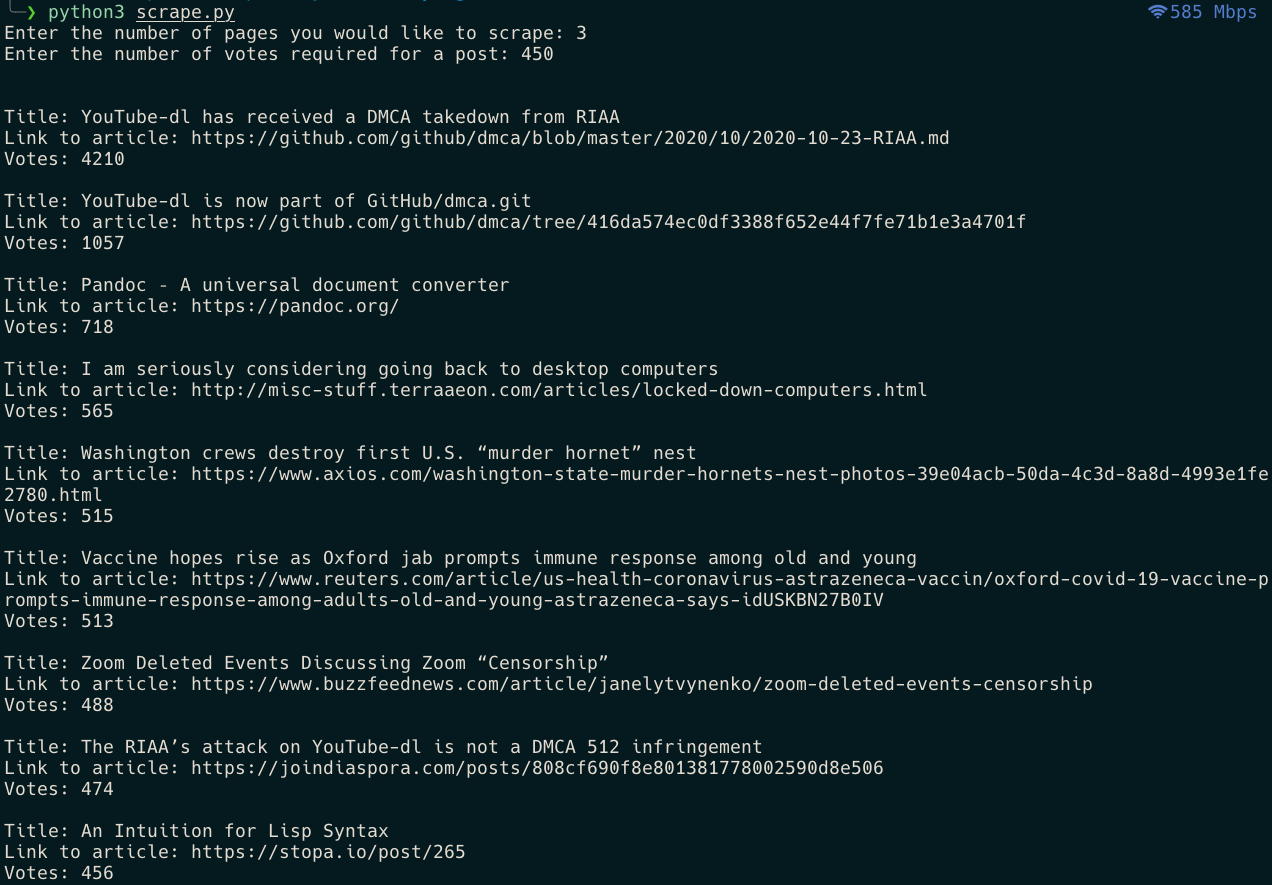 ❯ python3 scrape.py 585 Mbps
Enter the number of pages you would like to scrape: 3
Enter the number of votes required for a post: 450
Title: YouTube-dl has received a DMCA takedown from RIAA
Link to article: https://github.com/github/dmca/blob/master/2020/10/2020-10-23-RIAA.md
Votes: 4210
Title: YouTube-dl is now part of GitHub/dmca.git
Link to article: https://github.com/github/dmca/tree/416da574ec0df3388f652e44f7fe71b1e3a4701f
Votes: 1057
Title: Pandoc - A universal document converter
Link to article: https://pandoc.org/
Votes: 718
Title: I am seriously considering going back to desktop computers
Link to article: http://misc-stuff.terraaeon.com/articles/locked-down-computers.html
Votes: 565
Title: Washington crews destroy first U.S. “murder hornet” nest
Link to article: https://www.axios.com/washington-state-murder-hornets-nest-photos-39e04acb-50da-4c3d-8a8d-4993e1fe
2780.html
Votes: 515
Title: Vaccine hopes rise as Oxford jab prompts immune response among old and young
Link to article: https://www.reuters.com/article/us-health-coronavirus-astrazeneca-vaccin/oxford-covid-19-vaccine-p
rompts-immune-response-among-adults-old-and-young-astrazeneca-says-idUSKBN27B0IV
Votes: 513
Title: Zoom Deleted Events Discussing Zoom “Censorship”
Link to article: https://www.buzzfeednews.com/article/janelytvynenko/zoom-deleted-events-censorship
Votes: 488
Title: The RIAA’s attack on YouTube-dl is not a DMCA 512 infringement
Link to article: https://joindiaspora.com/posts/808cf690f8e801381778002590d8e506
Votes: 474
Title: An Intuition for Lisp Syntax
Link to article: https://stopa.io/post/265
Votes: 456